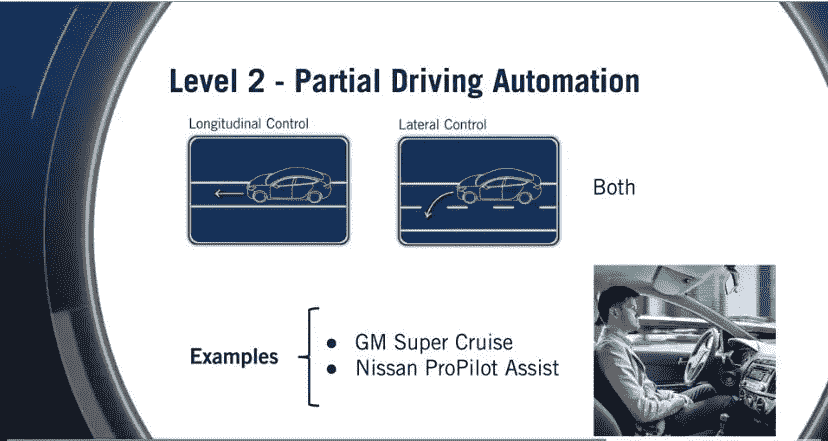 Level 2 - Partial Driving Automation
Longitudinal Control
Lateral Control
Both
Examples
• GM Super Cruise
• Nissan ProPilot Assist